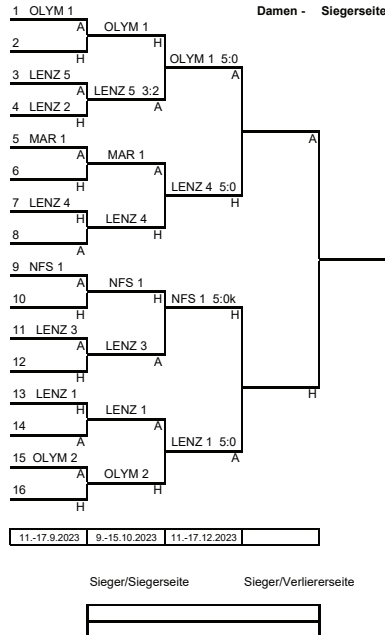 Damen - Siegerseite
1 OLYM 1
A OLYM 1
2 H
H OLYM 1 5:0
3 LENZ 5 A
A LENZ 5 3:2
4 LENZ 2 A
H
A
5 MAR 1
A MAR 1
6 A
H LENZ 4 5:0
7 LENZ 4 H
H LENZ 4
8 H
A
9 NFS 1
A NFS 1
10 H NFS 1 5:0k
H H
11 LENZ 3
A LENZ 3
12 A
H
H
13 LENZ 1
H LENZ 1
14 A
A LENZ 1 5:0
15 OLYM 2 A
A OLYM 2
16 H
H
11.-17.9.2023 9.-15.10.2023 11.-17.12.2023
Sieger/Siegerseite Sieger/Verliererseite